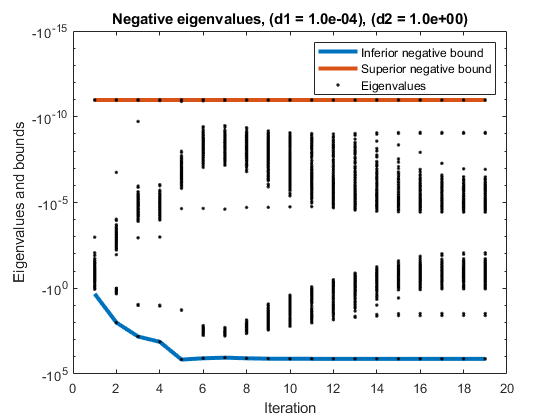 Negative eigenvalues, (d1 = 1.0e-04), (d2 = 1.0e+00)
-10^-15
Inferior negative bound
Superior negative bound
Eigenvalues
-10^-10
-10^-5
-10^0
-10^5
Eigenvalues and bounds
0 2 4 6 8 10 12 14 16 18 20
Iteration